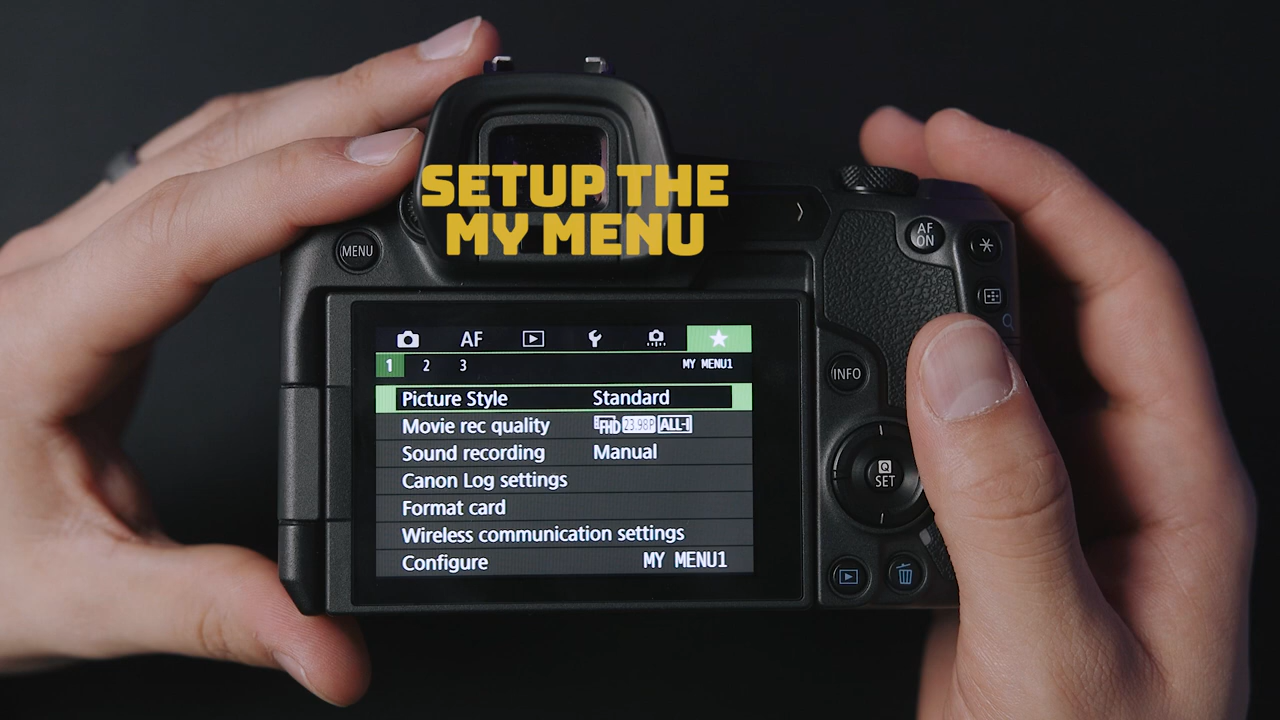 SETUP THE
MY MENU
MENU
AF
ON
INFO
Q
SET
AF
1 2 3 MY MENU1
Picture Style Standard
Movie rec quality FHD 23.98P ALL-I
Sound recording Manual
Canon Log settings
Format card
Wireless communication settings
Configure MY MENU1